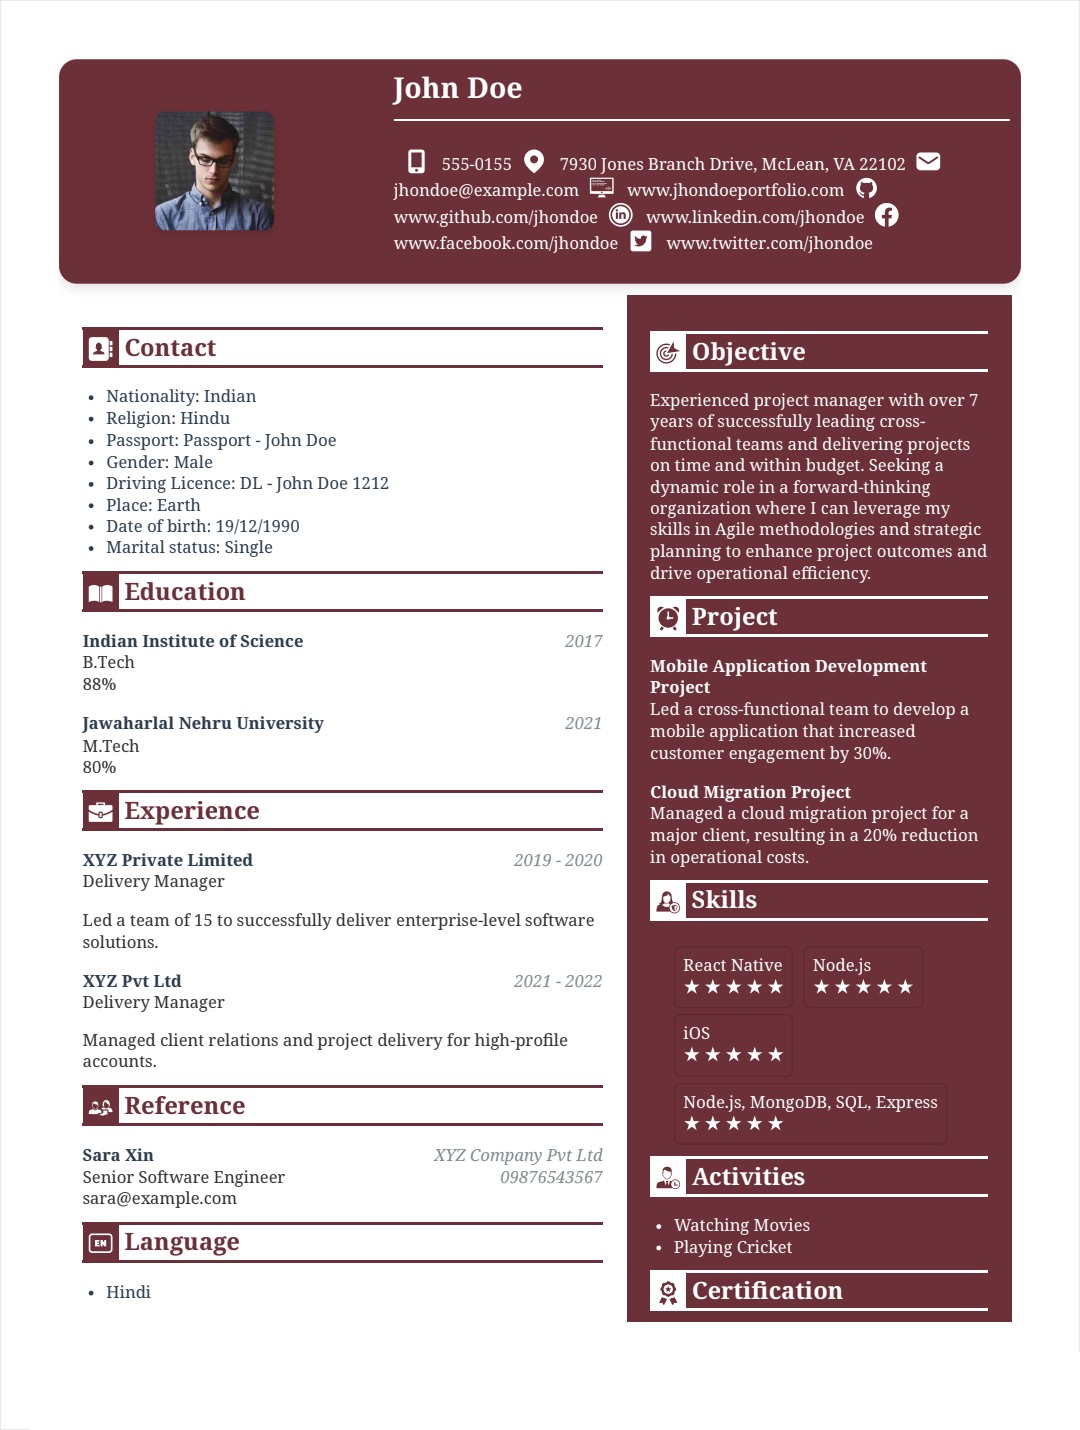 John Doe
555-0155 7930 Jones Branch Drive, McLean, VA 22102
jhondoe@example.com www.jhondoeportfolio.com
www.github.com/jhondoe www.linkedin.com/jhondoe
www.facebook.com/jhondoe www.twitter.com/jhondoe
Contact
• Nationality: Indian
• Religion: Hindu
• Passport: Passport - John Doe
• Gender: Male
• Driving Licence: DL - John Doe 1212
• Place: Earth
• Date of birth: 19/12/1990
• Marital status: Single
Education
Indian Institute of Science 2017
B.Tech
88%
Jawaharlal Nehru University 2021
M.Tech
80%
Experience
XYZ Private Limited 2019 - 2020
Delivery Manager
Led a team of 15 to successfully deliver enterprise-level software
solutions.
XYZ Pvt Ltd 2021 - 2022
Delivery Manager
Managed client relations and project delivery for high-profile
accounts.
Reference
Sara Xin XYZ Company Pvt Ltd
Senior Software Engineer 09876543567
sara@example.com
EN Language
• Hindi
Objective
Experienced project manager with over 7
years of successfully leading cross-
functional teams and delivering projects
on time and within budget. Seeking a
dynamic role in a forward-thinking
organization where I can leverage my
skills in Agile methodologies and strategic
planning to enhance project outcomes and
drive operational efficiency.
Project
Mobile Application Development
Project
Led a cross-functional team to develop a
mobile application that increased
customer engagement by 30%.
Cloud Migration Project
Managed a cloud migration project for a
major client, resulting in a 20% reduction
in operational costs.
Skills
React Native Node.js
★★★★★ ★★★★★
iOS
★★★★★
Node.js, MongoDB, SQL, Express
★★★★★
Activities
• Watching Movies
• Playing Cricket
Certification